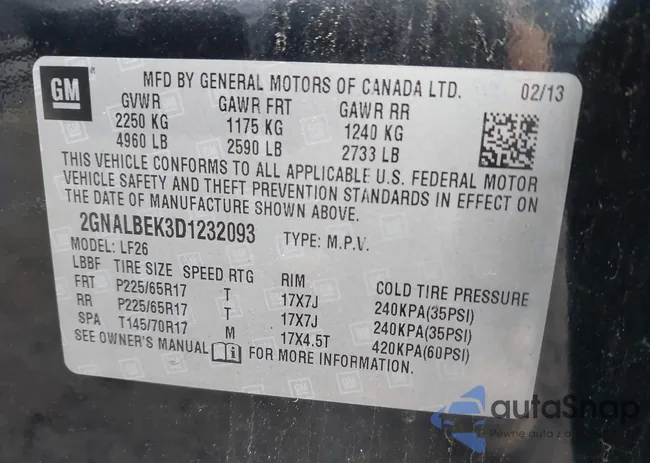 GM
MFD BY GENERAL MOTORS OF CANADA LTD. 02/13
GVWR GAWR FRT GAWR RR
2250 KG 1175 KG 1240 KG
4960 LB 2590 LB 2733 LB
THIS VEHICLE CONFORMS TO ALL APPLICABLE U.S. FEDERAL MOTOR
VEHICLE SAFETY AND THEFT PREVENTION STANDARDS IN EFFECT ON
THE DATE OF MANUFACTURE SHOWN ABOVE.
2GNALBEK3D1232093 TYPE: M.P.V.
MODEL: LF26
LBBF TIRE SIZE SPEED RTG RIM COLD TIRE PRESSURE
FRT P225/65R17 T 17X7J 240KPA(35PSI)
RR P225/65R17 T 17X7J 240KPA(35PSI)
SPA T145/70R17 M 17X4.5T 420KPA(60PSI)
SEE OWNER'S MANUAL FOR MORE INFORMATION.
autaSnap
Pewne auta z a